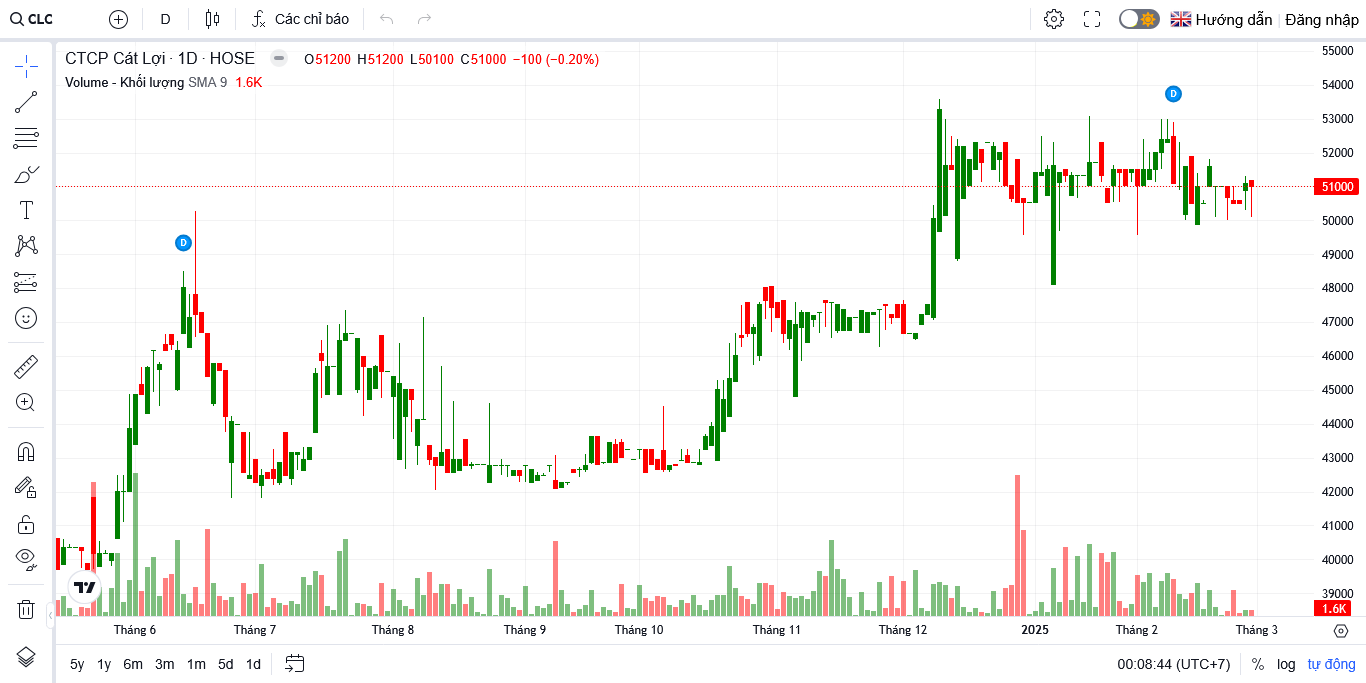 CLC D Các chỉ báo Hướng dẫn Đăng nhập
CTCP Cát Lợi · 1D · HOSE O51200 H51200 L50100 C51000 −100 (−0.20%)
Volume - Khối lượng SMA 9 1.6K
D
D
55000
54000
53000
52000
51000
50000
49000
48000
47000
46000
45000
44000
43000
42000
41000
40000
39000
1.6K
Tháng 6 Tháng 7 Tháng 8 Tháng 9 Tháng 10 Tháng 11 Tháng 12 2025 Tháng 2 Tháng 3
5y 1y 6m 3m 1m 5d 1d 00:08:44 (UTC+7) % log tự động